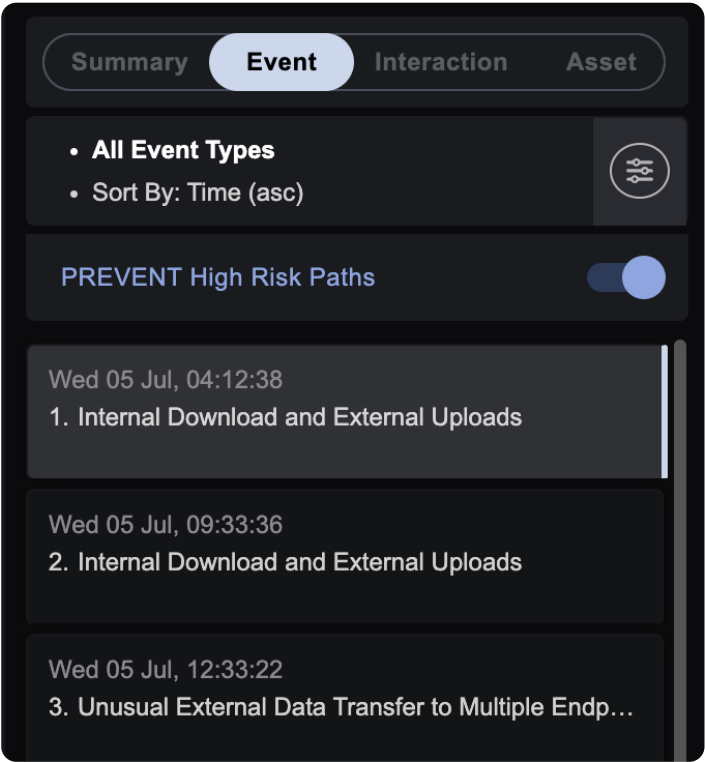 Summary Event Interaction Asset
• All Event Types
• Sort By: Time (asc)
PREVENT High Risk Paths
Wed 05 Jul, 04:12:38
1. Internal Download and External Uploads
Wed 05 Jul, 09:33:36
2. Internal Download and External Uploads
Wed 05 Jul, 12:33:22
3. Unusual External Data Transfer to Multiple Endp...